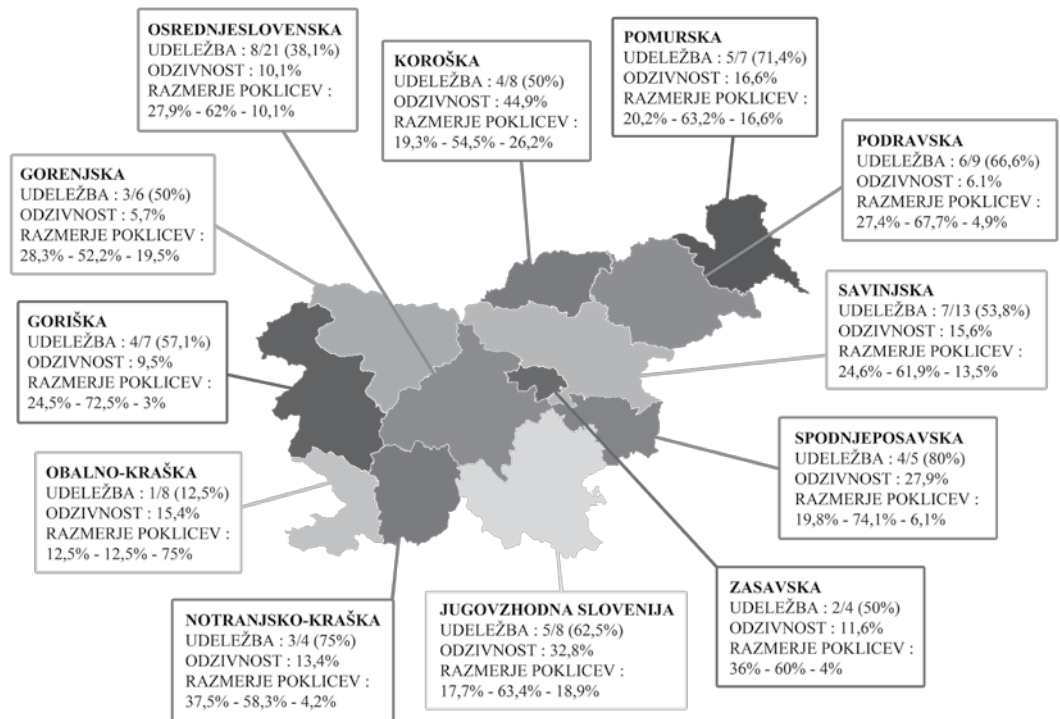 OSREDNJESLOVENSKA
UDELEŽBA : 8/21 (38,1%)
ODZIVNOST : 10,1%
RAZMERJE POKLICEV :
27,9% - 62% - 10,1%
KOROŠKA
UDELEŽBA : 4/8 (50%)
ODZIVNOST : 44,9%
RAZMERJE POKLICEV :
19,3% - 54,5% - 26,2%
POMURSKA
UDELEŽBA : 5/7 (71,4%)
ODZIVNOST : 16,6%
RAZMERJE POKLICEV :
20,2% - 63,2% - 16,6%
PODRAVSKA
UDELEŽBA : 6/9 (66,6%)
ODZIVNOST : 6.1%
RAZMERJE POKLICEV :
27,4% - 67,7% - 4,9%
GORENJSKA
UDELEŽBA : 3/6 (50%)
ODZIVNOST : 5,7%
RAZMERJE POKLICEV :
28,3% - 52,2% - 19,5%
SAVINJSKA
UDELEŽBA : 7/13 (53,8%)
ODZIVNOST : 15,6%
RAZMERJE POKLICEV :
24,6% - 61,9% - 13,5%
GORIŠKA
UDELEŽBA : 4/7 (57,1%)
ODZIVNOST : 9,5%
RAZMERJE POKLICEV :
24,5% - 72,5% - 3%
SPODNJEPOSAVSKA
UDELEŽBA : 4/5 (80%)
ODZIVNOST : 27,9%
RAZMERJE POKLICEV :
19,8% - 74,1% - 6,1%
OBALNO-KRAŠKA
UDELEŽBA : 1/8 (12,5%)
ODZIVNOST : 15,4%
RAZMERJE POKLICEV :
12,5% - 12,5% - 75%
ZASAVSKA
UDELEŽBA : 2/4 (50%)
ODZIVNOST : 11,6%
RAZMERJE POKLICEV :
36% - 60% - 4%
NOTRANJSKO-KRAŠKA
UDELEŽBA : 3/4 (75%)
ODZIVNOST : 13,4%
RAZMERJE POKLICEV :
37,5% - 58,3% - 4,2%
JUGOVZHODNA SLOVENIJA
UDELEŽBA : 5/8 (62,5%)
ODZIVNOST : 32,8%
RAZMERJE POKLICEV :
17,7% - 63,4% - 18,9%